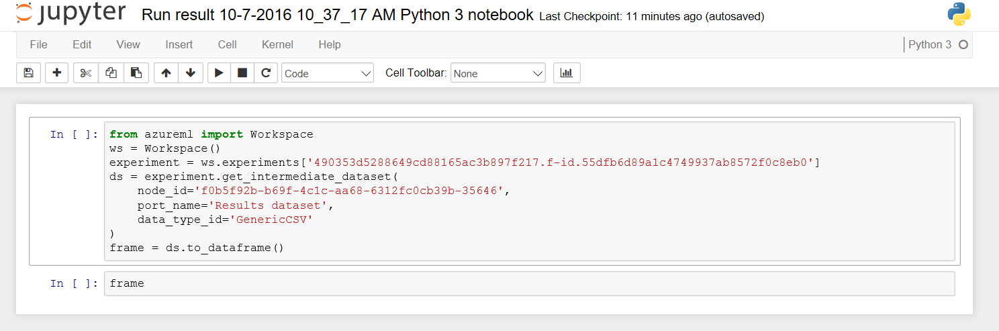 jupyter Run result 10-7-2016 10_37_17 AM Python 3 notebook Last Checkpoint: 11 minutes ago (autosaved)
File Edit View Insert Cell Kernel Help Python 3
Code Cell Toolbar: None
In [ ]: from azureml import Workspace
ws = Workspace()
experiment = ws.experiments['490353d5288649cd88165ac3b897f217.f-id.55dfb6d89a1c4749937ab8572f0c8eb0']
ds = experiment.get_intermediate_dataset(
    node_id='f0b5f92b-b69f-4c1c-aa68-6312fc0cb39b-35646',
    port_name='Results dataset',
    data_type_id='GenericCSV'
)
frame = ds.to_dataframe()
In [ ]: frame